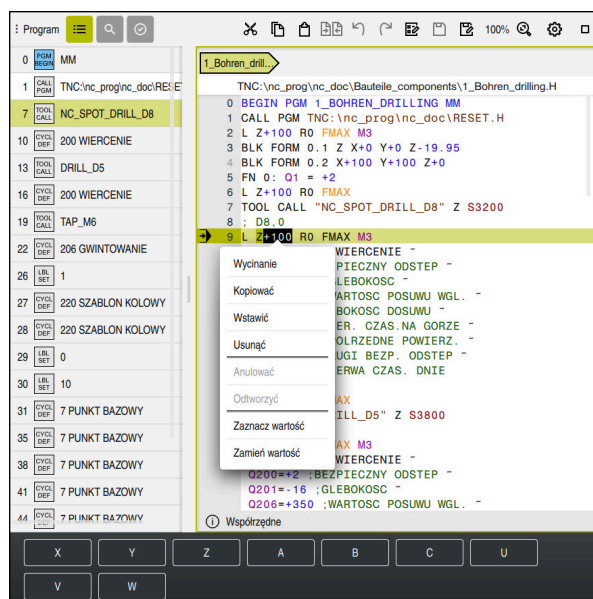 Program
100%
0 PGM BEGIN MM
1 CALL PGM TNC:\nc_prog\nc_doc\RESET
7 TOOL CALL NC_SPOT_DRILL_D8
10 CYCL DEF 200 WIERCENIE
13 TOOL CALL DRILL_D5
16 CYCL DEF 200 WIERCENIE
19 TOOL CALL TAP_M6
22 CYCL DEF 206 GWINTOWANIE
26 LBL SET 1
27 CYCL DEF 220 SZABLON KOLOWY
28 CYCL DEF 220 SZABLON KOLOWY
29 LBL SET 0
30 LBL SET 10
31 CYCL DEF 7 PUNKT BAZOWY
35 CYCL DEF 7 PUNKT BAZOWY
38 CYCL DEF 7 PUNKT BAZOWY
41 CYCL DEF 7 PUNKT BAZOWY
44 CYCL DEF 7 PUNKT BAZOWY
1_Bohren_drill...
TNC:\nc_prog\nc_doc\Bauteile_components\1_Bohren_drilling.H
0 BEGIN PGM 1_BOHREN_DRILLING MM
1 CALL PGM TNC:\nc_prog\nc_doc\RESET.H
2 L Z+100 R0 FMAX M3
3 BLK FORM 0.1 Z X+0 Y+0 Z-19.95
4 BLK FORM 0.2 X+100 Y+100 Z+0
5 FN 0: Q1 = +2
6 L Z+100 R0 FMAX
7 TOOL CALL "NC_SPOT_DRILL_D8" Z S3200
8 ; D8,0
9 L Z+100 R0 FMAX M3
WIERCENIE ~
PIECZNY ODSTEP ~
LEBOKOSC ~
ARTOSC POSUWU WGL. ~
BOKOSC DOSUWU ~
ER. CZAS.NA GORZE ~
OLRZEDNE POWIERZ. ~
UGI BEZP. ODSTEP ~
ERWA CZAS. DNIE
AX
ILL_D5" Z S3800
AX M3
WIERCENIE ~
Q200=+2 ;BEZPIECZNY ODSTEP ~
Q201=-16 ;GLEBOKOSC ~
Q206=+350 ;WARTOSC POSUWU WGL. ~
Wycinanie
Kopiować
Wstawić
Usunąć
Anulować
Odtworzyć
Zaznacz wartość
Zamień wartość
Współrzędne
X Y Z A B C U
V W